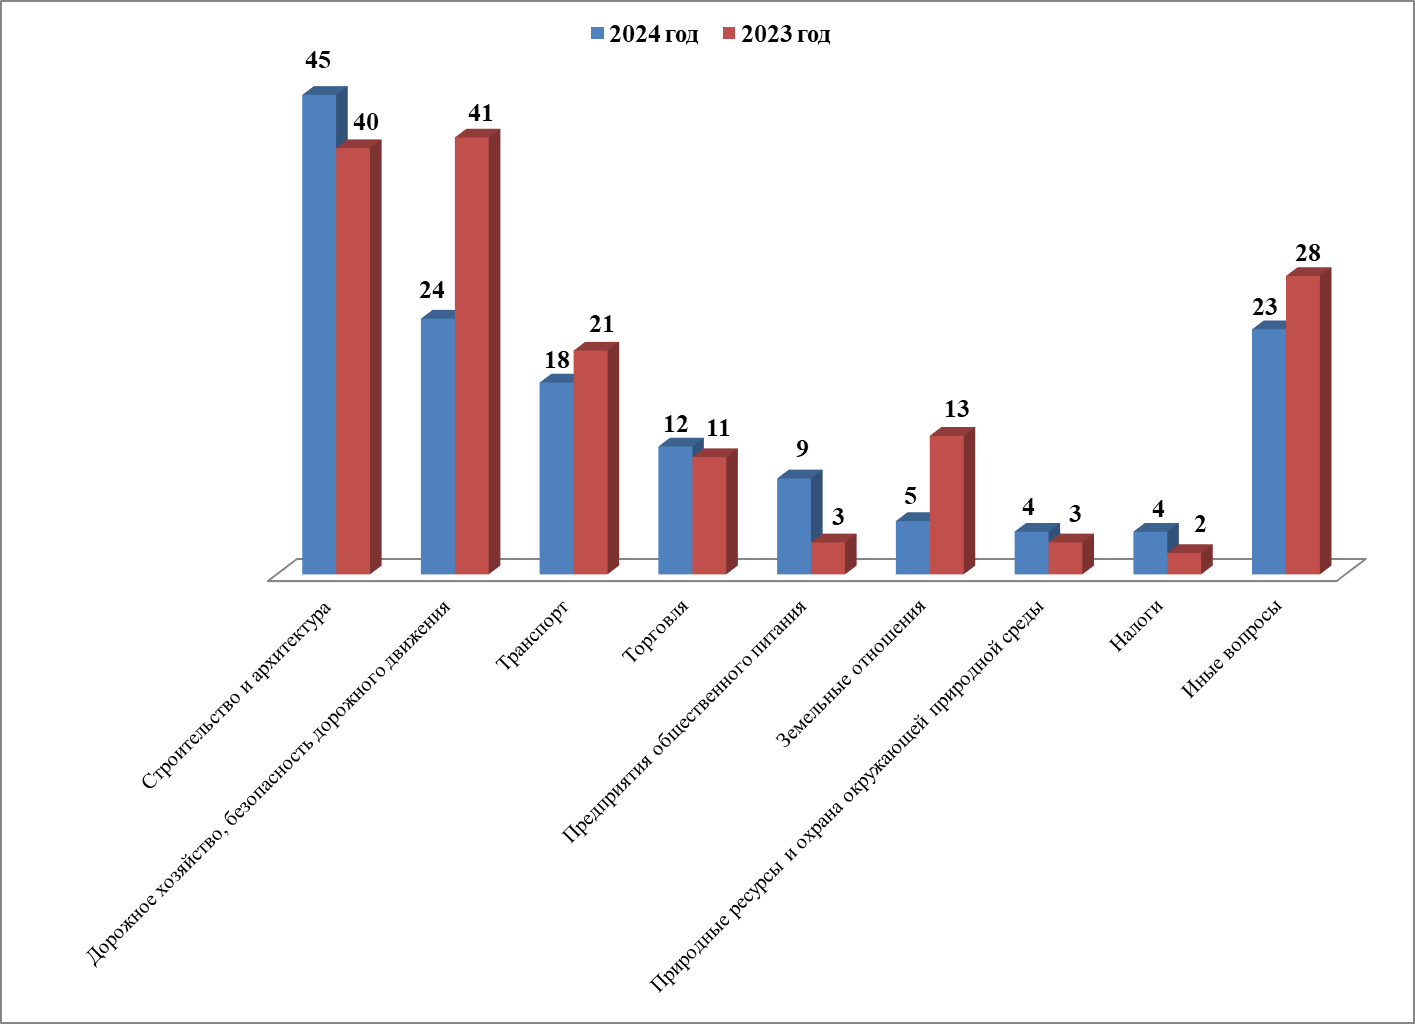 2024 год 2023 год
45
40
24
41
18
21
12
11
9
3
5
13
4
3
4
2
23
28
Строительство и архитектура
Дорожное хозяйство, безопасность дорожного движения
Транспорт
Торговля
Предприятия общественного питания
Земельные отношения
Природные ресурсы и охрана окружающей природной среды
Налоги
Иные вопросы